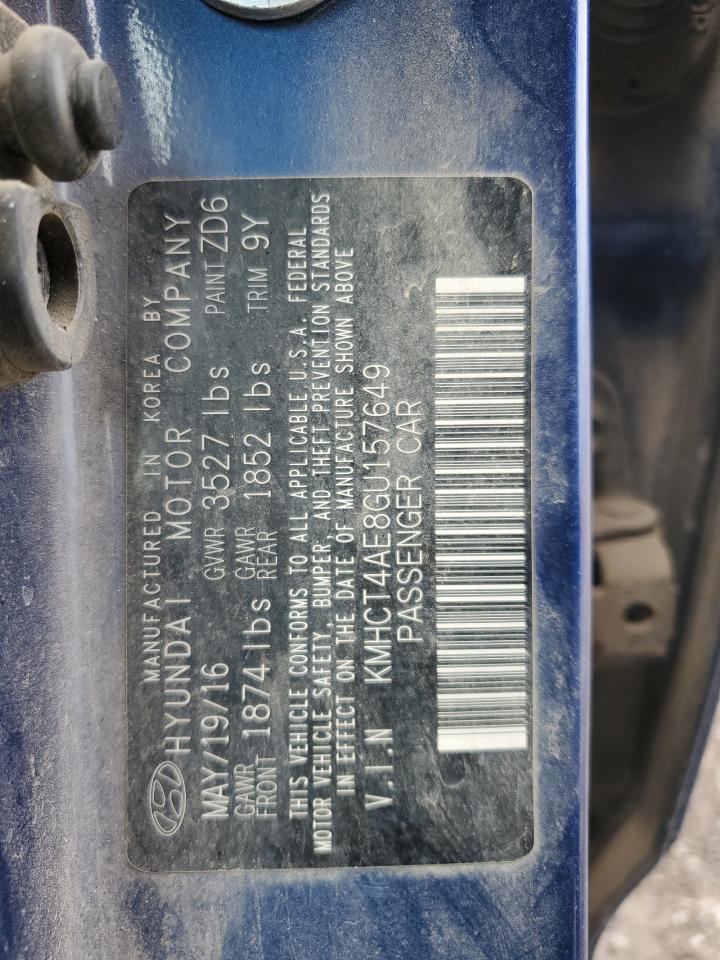 MANUFACTURED IN KOREA BY
HYUNDAI MOTOR COMPANY
MAY/19/16 GVWR 3527 lbs PAINT ZD6
GAWR FRONT 1874 lbs GAWR REAR 1852 lbs TRIM 9Y
THIS VEHICLE CONFORMS TO ALL APPLICABLE U.S.A. FEDERAL
MOTOR VEHICLE SAFETY, BUMPER, AND THEFT PREVENTION STANDARDS
IN EFFECT ON THE DATE OF MANUFACTURE SHOWN ABOVE
V.I.N KMHCT4AE8GU157649
PASSENGER CAR